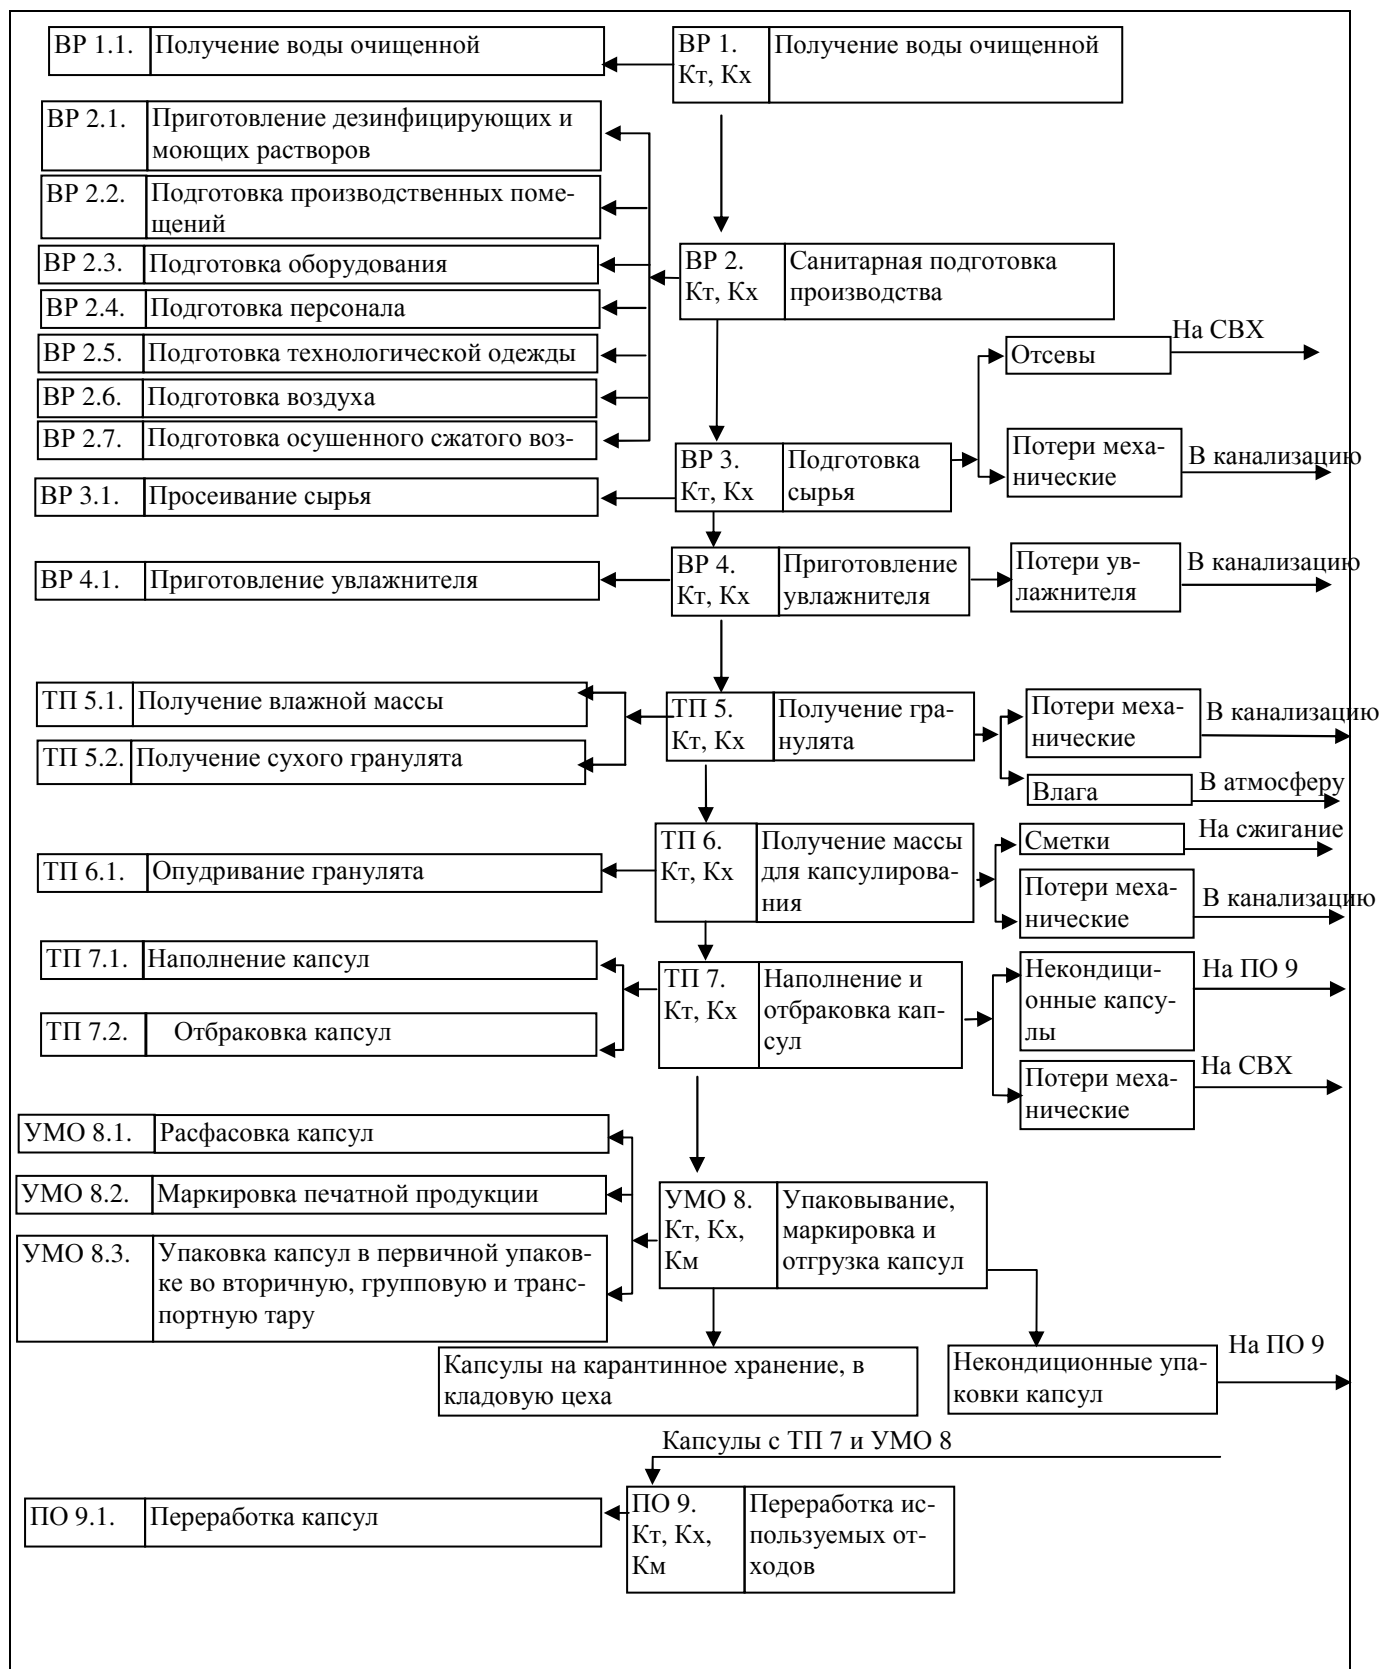 ВР 1.1. Получение воды очищенной
ВР 1. Получение воды очищенной
Кт, Кх
ВР 2.1. Приготовление дезинфицирующих и
моющих растворов
ВР 2.2. Подготовка производственных поме-
щений
ВР 2.3. Подготовка оборудования
ВР 2. Санитарная подготовка
Кт, Кх производства
ВР 2.4. Подготовка персонала
ВР 2.5. Подготовка технологической одежды
ВР 2.6. Подготовка воздуха
ВР 2.7. Подготовка осушенного сжатого воз-
Отсевы
На СВХ
ВР 3. Подготовка
Кт, Кх сырья
Потери меха-
нические
В канализацию
ВР 3.1. Просеивание сырья
ВР 4.1. Приготовление увлажнителя
ВР 4. Приготовление
Кт, Кх увлажнителя
Потери ув-
лажнителя
В канализацию
ТП 5.1. Получение влажной массы
ТП 5.2. Получение сухого гранулята
ТП 5. Получение гра-
Кт, Кх нулята
Потери меха-
нические
В канализацию
Влага
В атмосферу
ТП 6.1. Опудривание гранулята
ТП 6. Получение массы
Кт, Кх для капсулирова-
ния
Сметки
На сжигание
Потери меха-
нические
В канализацию
ТП 7.1. Наполнение капсул
ТП 7.2. Отбраковка капсул
ТП 7. Наполнение и
Кт, Кх отбраковка кап-
сул
Некондици-
онные капсу-
лы
На ПО 9
Потери меха-
нические
На СВХ
УМО 8.1. Расфасовка капсул
УМО 8.2. Маркировка печатной продукции
УМО 8.3. Упаковка капсул в первичной упаков-
ке во вторичную, групповую и транс-
портную тару
УМО 8. Упаковывание,
Кт, Кх, маркировка и
Км отгрузка капсул
Капсулы на карантинное хранение, в
кладовую цеха
Некондиционные упа-
ковки капсул
На ПО 9
Капсулы с ТП 7 и УМО 8
ПО 9.1. Переработка капсул
ПО 9. Переработка ис-
Кт, Кх, пользуемых от-
Км ходов